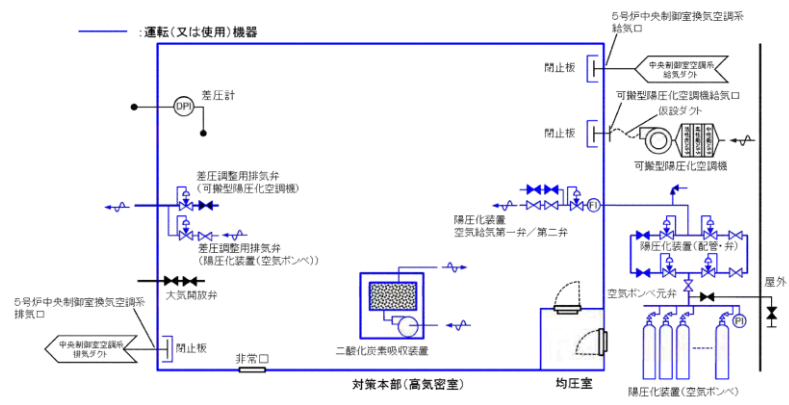 :運転(又は使用)機器
5号炉中央制御室換気空調系
給気口
閉止板
中央制御室空調系
給気ダクト
差圧計
DPI
可搬型陽圧化空調機給気口
仮設ダクト
閉止板
可搬型陽圧化空調機
差圧調整用排気弁
(可搬型陽圧化空調機)
FI
陽圧化装置
空気給気第一弁/第二弁
差圧調整用排気弁
(陽圧化装置(空気ボンベ))
陽圧化装置(配管・弁)
大気開放弁
空気ボンベ元弁
屋外
5号炉中央制御室換気空調系
排気口
PI
中央制御室空調系
排気ダクト
閉止板
二酸化炭素吸収装置
非常口
対策本部(高気密室)
均圧室
陽圧化装置(空気ボンベ)